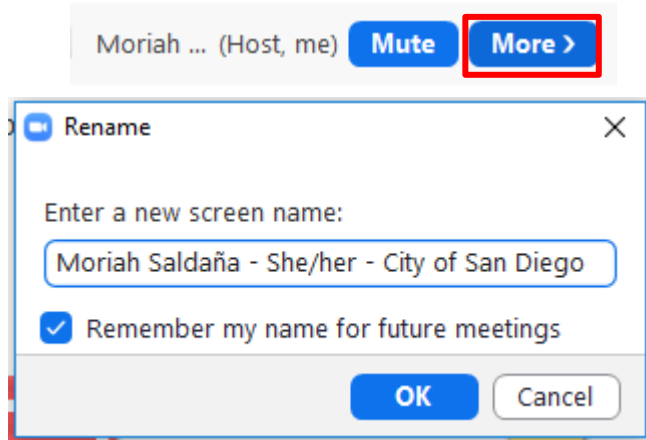 Moriah ... (Host, me) Mute More >
Rename
Enter a new screen name:
Moriah Saldaña - She/her - City of San Diego
Remember my name for future meetings
OK Cancel